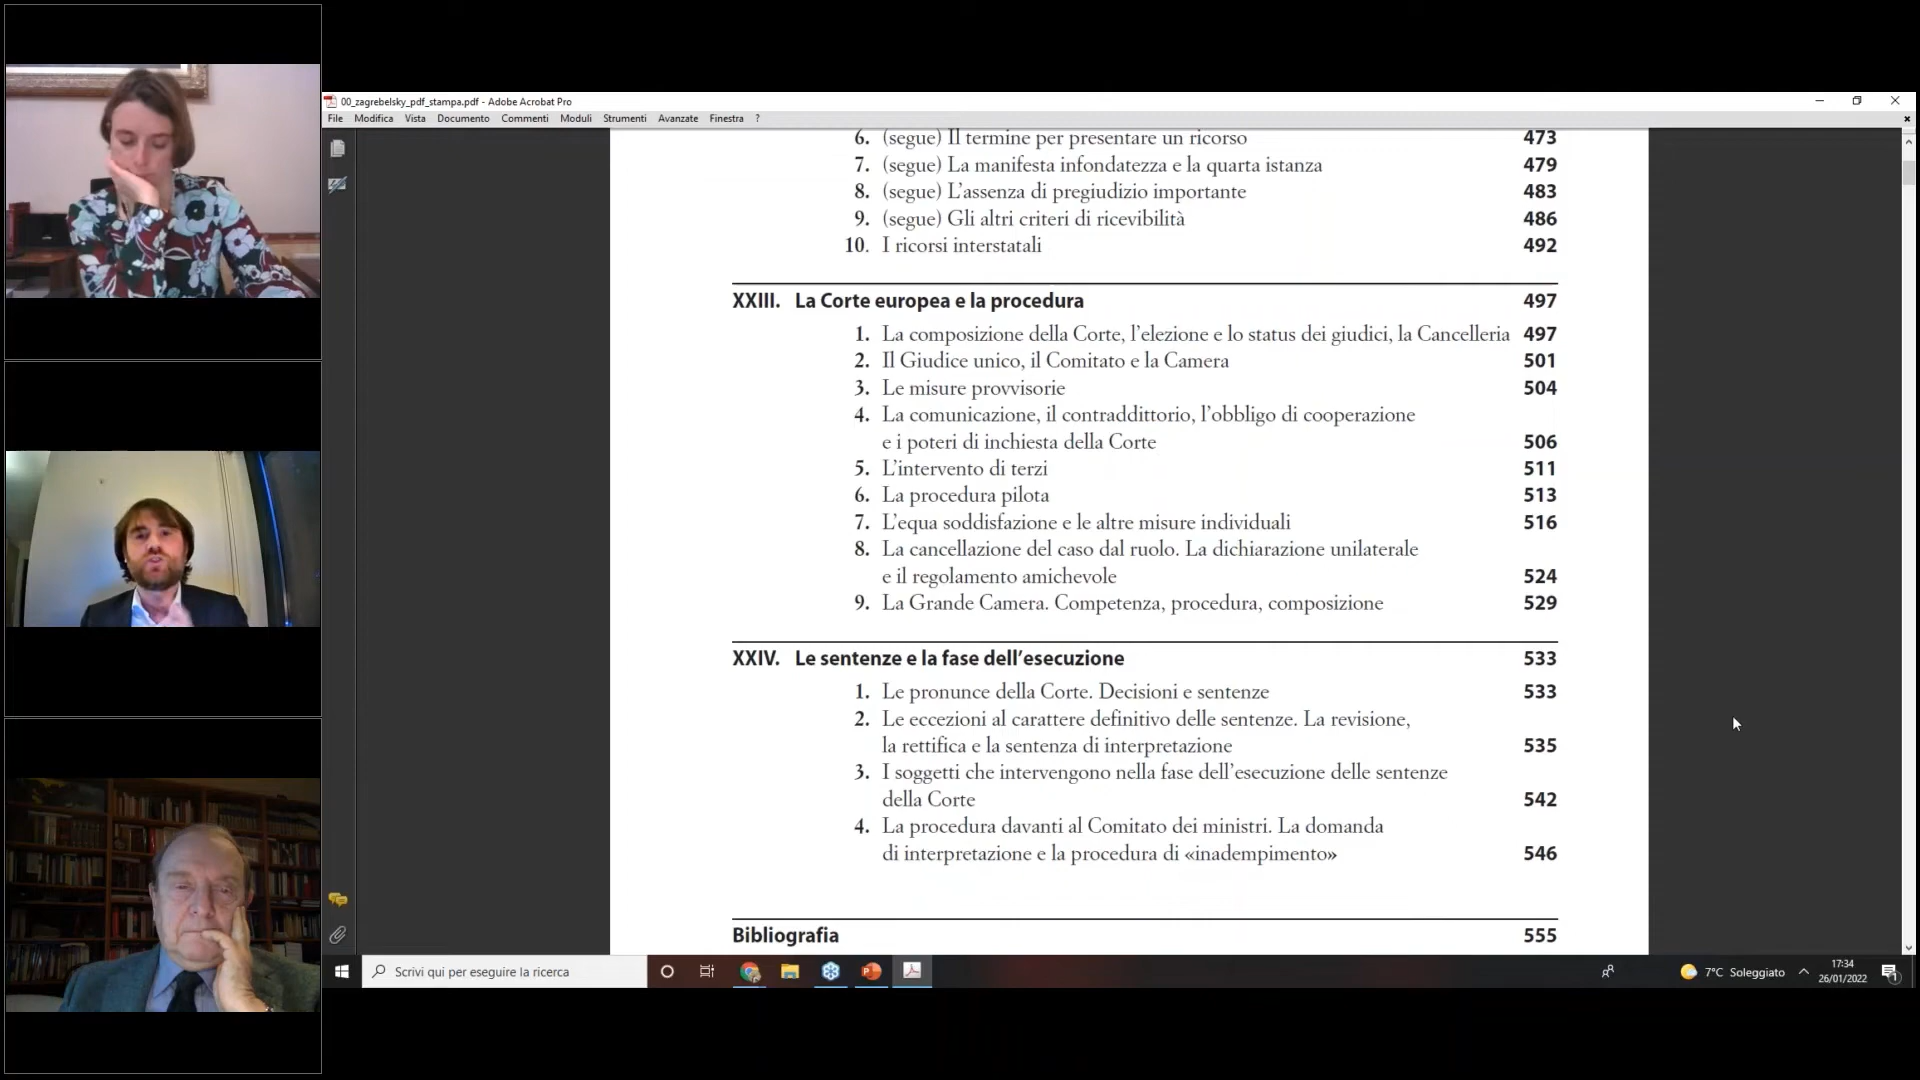 00_zagrebelsky_pdf_stampa.pdf - Adobe Acrobat Pro
File Modifica Vista Documento Commenti Moduli Strumenti Avanzate Finestra ?
6. (segue) Il termine per presentare un ricorso 473
7. (segue) La manifesta infondatezza e la quarta istanza 479
8. (segue) L'assenza di pregiudizio importante 483
9. (segue) Gli altri criteri di ricevibilità 486
10. I ricorsi interstatali 492
XXIII. La Corte europea e la procedura 497
1. La composizione della Corte, l'elezione e lo status dei giudici, la Cancelleria 497
2. Il Giudice unico, il Comitato e la Camera 501
3. Le misure provvisorie 504
4. La comunicazione, il contraddittorio, l'obbligo di cooperazione
e i poteri di inchiesta della Corte 506
5. L'intervento di terzi 511
6. La procedura pilota 513
7. L'equa soddisfazione e le altre misure individuali 516
8. La cancellazione del caso dal ruolo. La dichiarazione unilaterale
e il regolamento amichevole 524
9. La Grande Camera. Competenza, procedura, composizione 529
XXIV. Le sentenze e la fase dell'esecuzione 533
1. Le pronunce della Corte. Decisioni e sentenze 533
2. Le eccezioni al carattere definitivo delle sentenze. La revisione,
la rettifica e la sentenza di interpretazione 535
3. I soggetti che intervengono nella fase dell'esecuzione delle sentenze
della Corte 542
4. La procedura davanti al Comitato dei ministri. La domanda
di interpretazione e la procedura di «inadempimento» 546
Bibliografia 555
Scrivi qui per eseguire la ricerca
7°C Soleggiato
17:34
26/01/2022
1